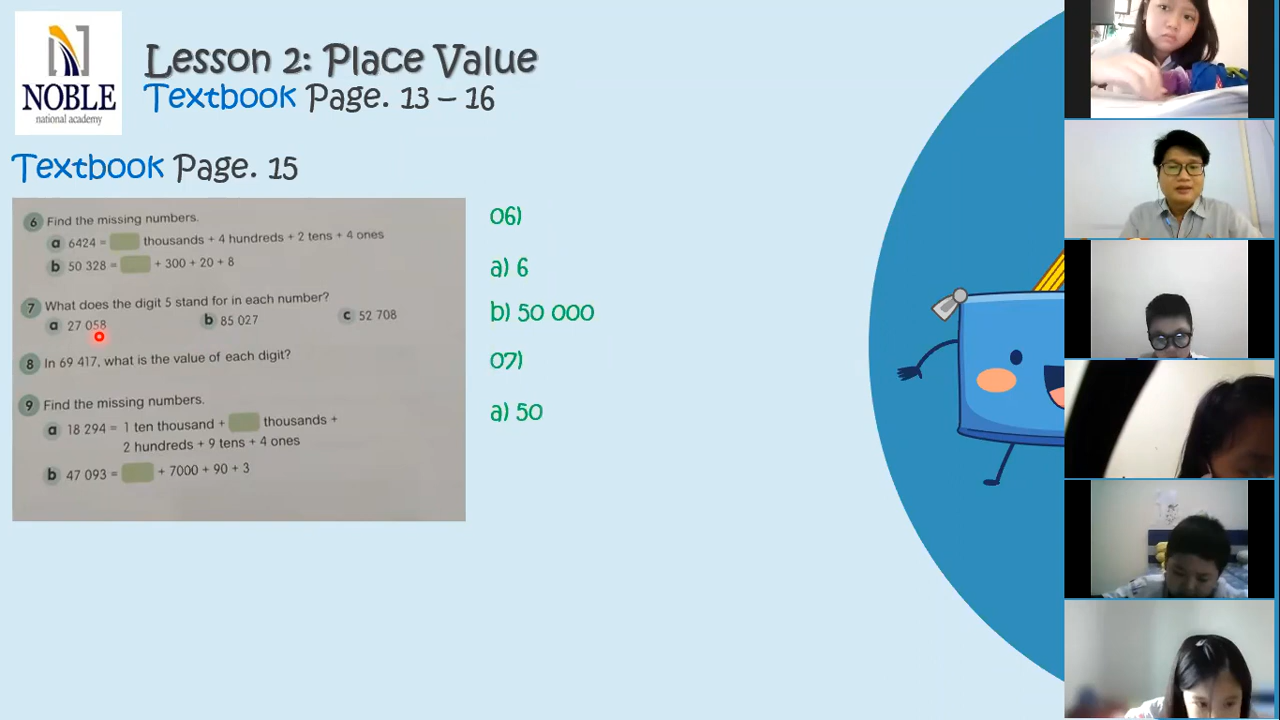 NOBLE
national academy
Lesson 2: Place Value
Textbook Page. 13 – 16
Textbook Page. 15
6 Find the missing numbers.
a 6424 = thousands + 4 hundreds + 2 tens + 4 ones
b 50 328 = + 300 + 20 + 8
7 What does the digit 5 stand for in each number?
a 27 058 b 85 027 c 52 708
8 In 69 417, what is the value of each digit?
9 Find the missing numbers.
a 18 294 = 1 ten thousand + thousands +
2 hundreds + 9 tens + 4 ones
b 47 093 = + 7000 + 90 + 3
06)
a) 6
b) 50 000
07)
a) 50